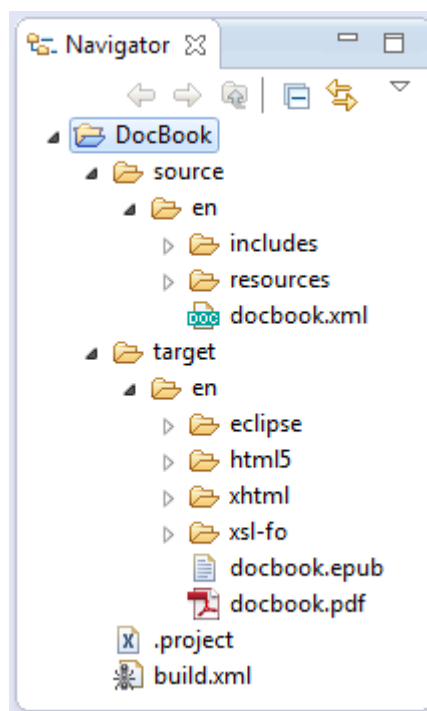 Navigator
DocBook
source
en
includes
resources
DOC docbook.xml
target
en
eclipse
html5
xhtml
xsl-fo
docbook.epub
docbook.pdf
X .project
build.xml